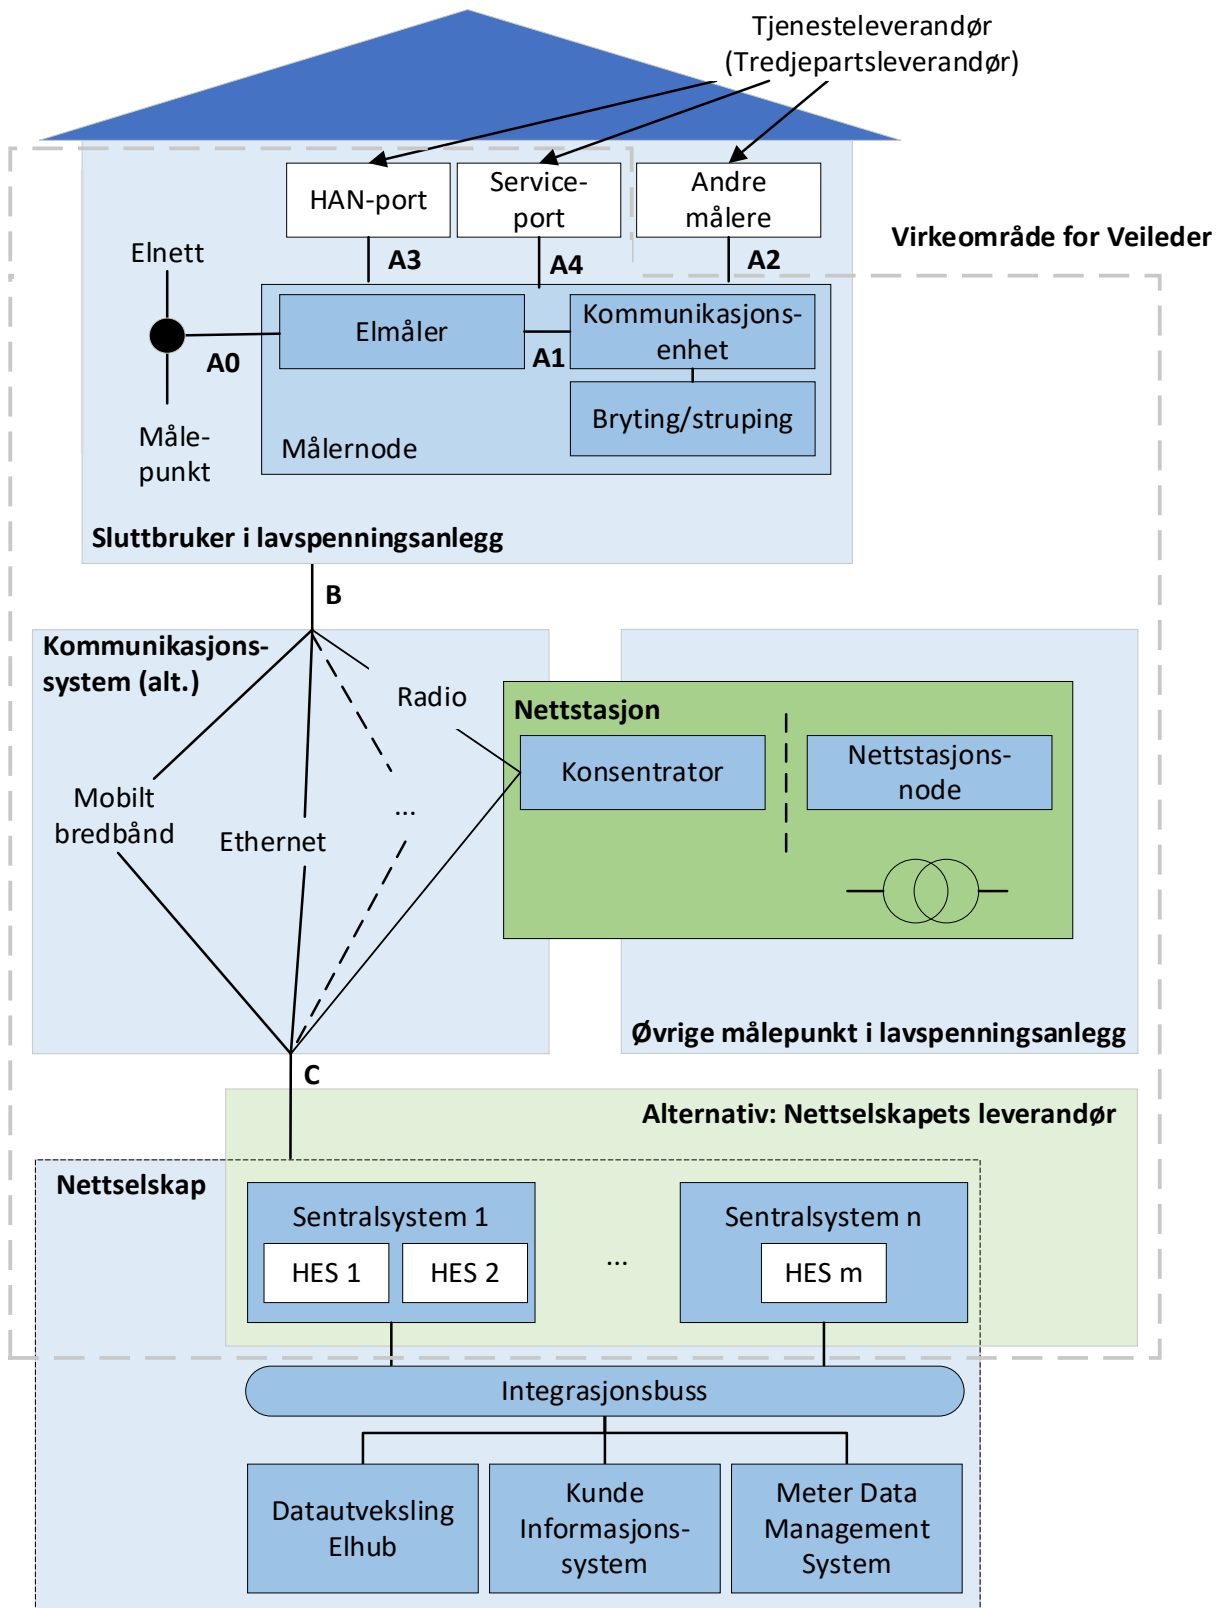 Tjenesteleverandør
(Tredjepartsleverandør)
HAN-port
Service-
port
Andre
målere
Virkeområde for Veileder
Elnett
A3
A4
A2
Elmåler
Kommunikasjons-
enhet
A0
A1
Bryting/struping
Måle-
punkt
Målernode
Sluttbruker i lavspenningsanlegg
B
Kommunikasjons-
system (alt.)
Radio
Nettstasjon
Konsentrator
Nettstasjons-
node
Mobilt
bredbånd
Ethernet
...
Øvrige målepunkt i lavspenningsanlegg
C
Alternativ: Nettselskapets leverandør
Nettselskap
Sentralsystem 1
HES 1
HES 2
...
Sentralsystem n
HES m
Integrasjonsbuss
Datautveksling
Elhub
Kunde
Informasjons-
system
Meter Data
Management
System